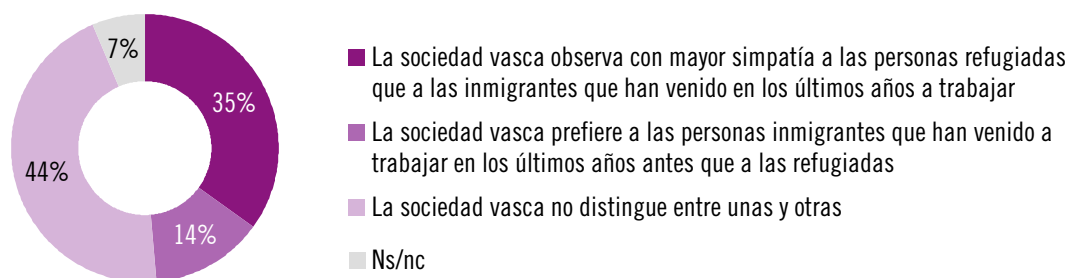 7%
35%
44%
14%
La sociedad vasca observa con mayor simpatía a las personas refugiadas
que a las inmigrantes que han venido en los últimos años a trabajar
La sociedad vasca prefiere a las personas inmigrantes que han venido a
trabajar en los últimos años antes que a las refugiadas
La sociedad vasca no distingue entre unas y otras
Ns/nc